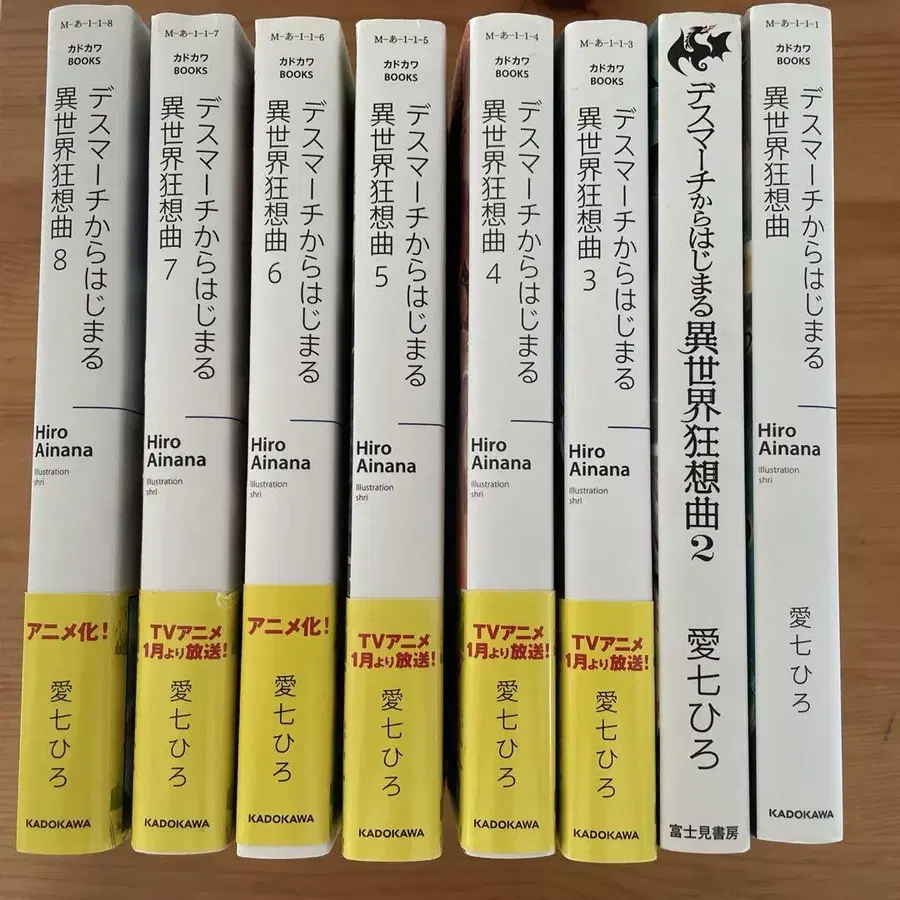 M-あ-1-1-8
カドカワ
BOOKS
デスマーチからはじまる
異世界狂想曲 8
Hiro
Ainana
Illustration
shri
アニメ化!
愛七ひろ
KADOKAWA
M-あ-1-1-7
カドカワ
BOOKS
デスマーチからはじまる
異世界狂想曲 7
Hiro
Ainana
Illustration
shri
TVアニメ
1月より放送!
愛七ひろ
KADOKAWA
M-あ-1-1-6
カドカワ
BOOKS
デスマーチからはじまる
異世界狂想曲 6
Hiro
Ainana
Illustration
shri
アニメ化!
愛七ひろ
KADOKAWA
M-あ-1-1-5
カドカワ
BOOKS
デスマーチからはじまる
異世界狂想曲 5
Hiro
Ainana
Illustration
shri
TVアニメ
1月より放送!
愛七ひろ
KADOKAWA
M-あ-1-1-4
カドカワ
BOOKS
デスマーチからはじまる
異世界狂想曲 4
Hiro
Ainana
Illustration
shri
TVアニメ
1月より放送!
愛七ひろ
KADOKAWA
M-あ-1-1-3
カドカワ
BOOKS
デスマーチからはじまる
異世界狂想曲 3
Hiro
Ainana
Illustration
shri
TVアニメ
1月より放送!
愛七ひろ
KADOKAWA
デスマーチからはじまる異世界狂想曲2
愛七ひろ
富士見書房
M-あ-1-1-1
カドカワ
BOOKS
デスマーチからはじまる
異世界狂想曲
Hiro
Ainana
Illustration
shri
愛七ひろ
KADOKAWA